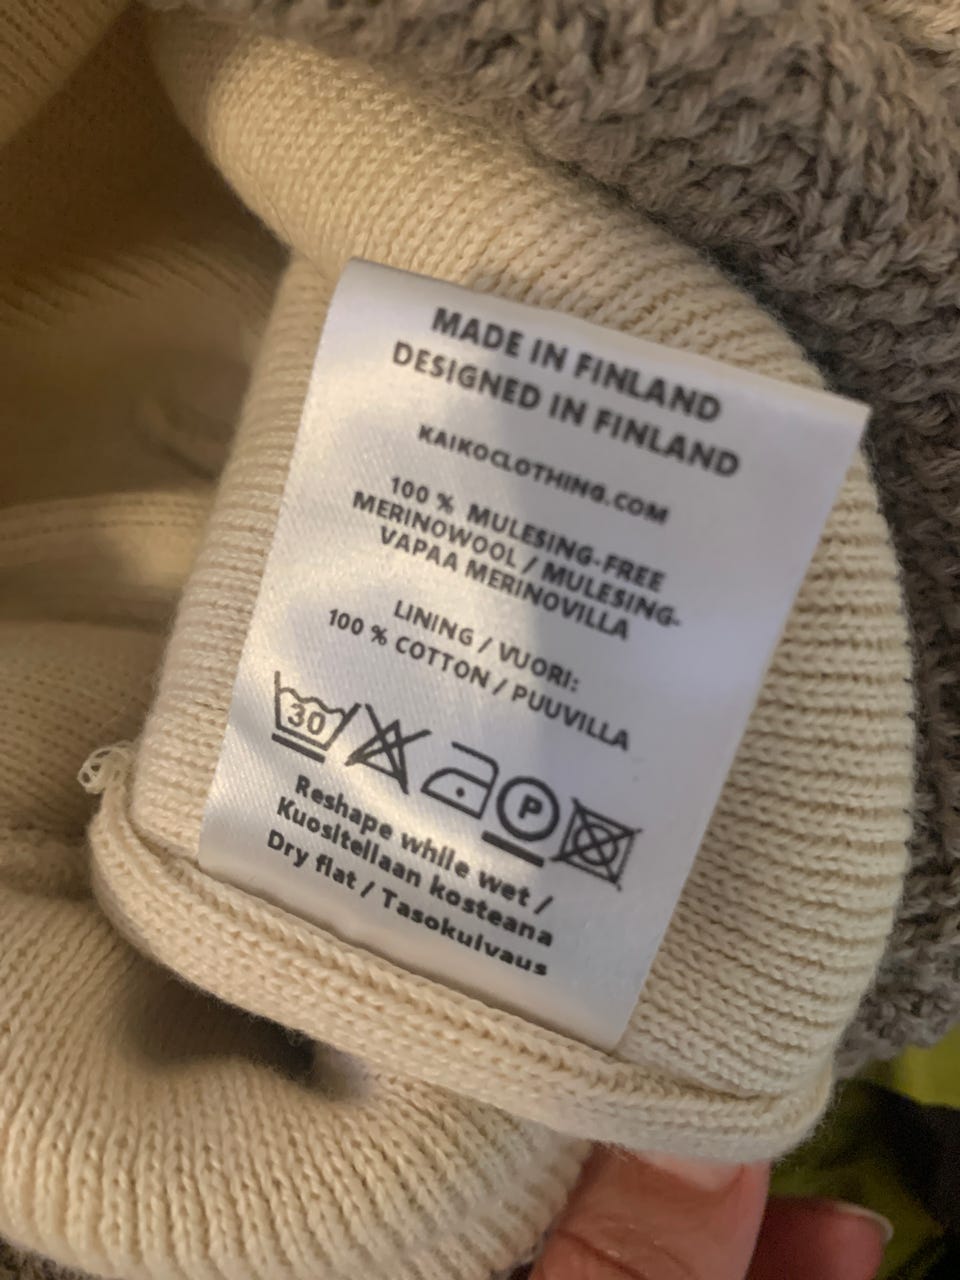 MADE IN FINLAND
DESIGNED IN FINLAND
KAIKOCLOTHING.COM
100 % MULESING-FREE
MERINOWOOL / MULESING-
VAPAA MERINOVILLA
LINING / VUORI:
100 % COTTON / PUUVILLA
30 P
Reshape while wet /
Kuositellaan kosteana
Dry flat / Tasokuivaus